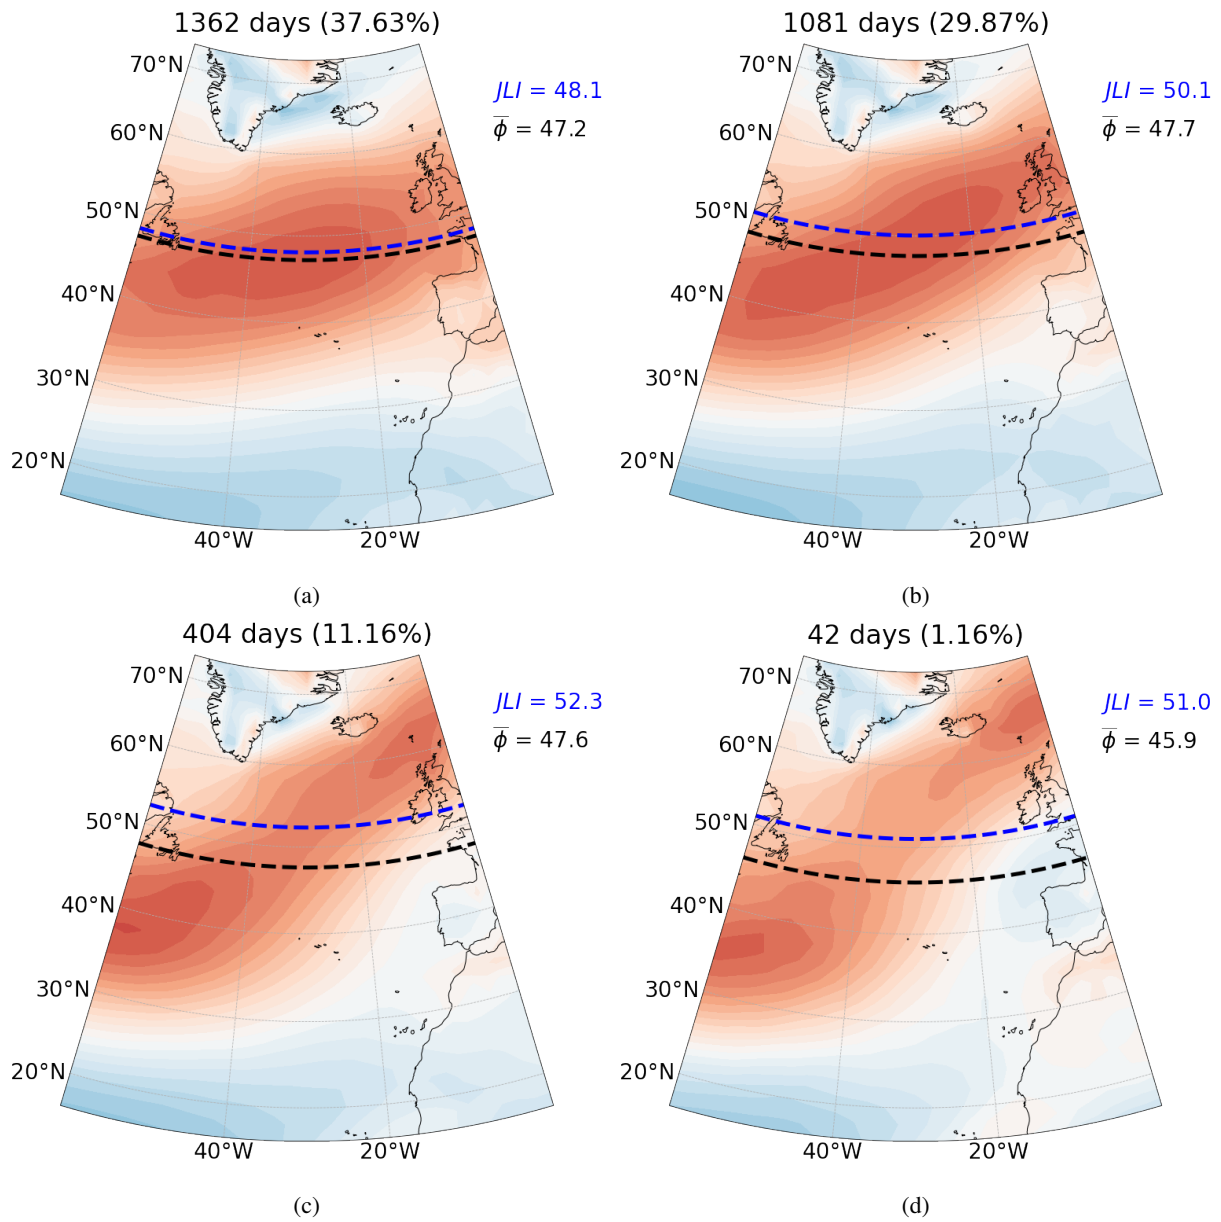 1362 days (37.63%)
70°N
60°N
50°N
40°N
30°N
20°N
40°W
20°W
JLI = 48.1
ϕ̅ = 47.2
(a)
1081 days (29.87%)
70°N
60°N
50°N
40°N
30°N
20°N
40°W
20°W
JLI = 50.1
ϕ̅ = 47.7
(b)
404 days (11.16%)
70°N
60°N
50°N
40°N
30°N
20°N
40°W
20°W
JLI = 52.3
ϕ̅ = 47.6
(c)
42 days (1.16%)
70°N
60°N
50°N
40°N
30°N
20°N
40°W
20°W
JLI = 51.0
ϕ̅ = 45.9
(d)